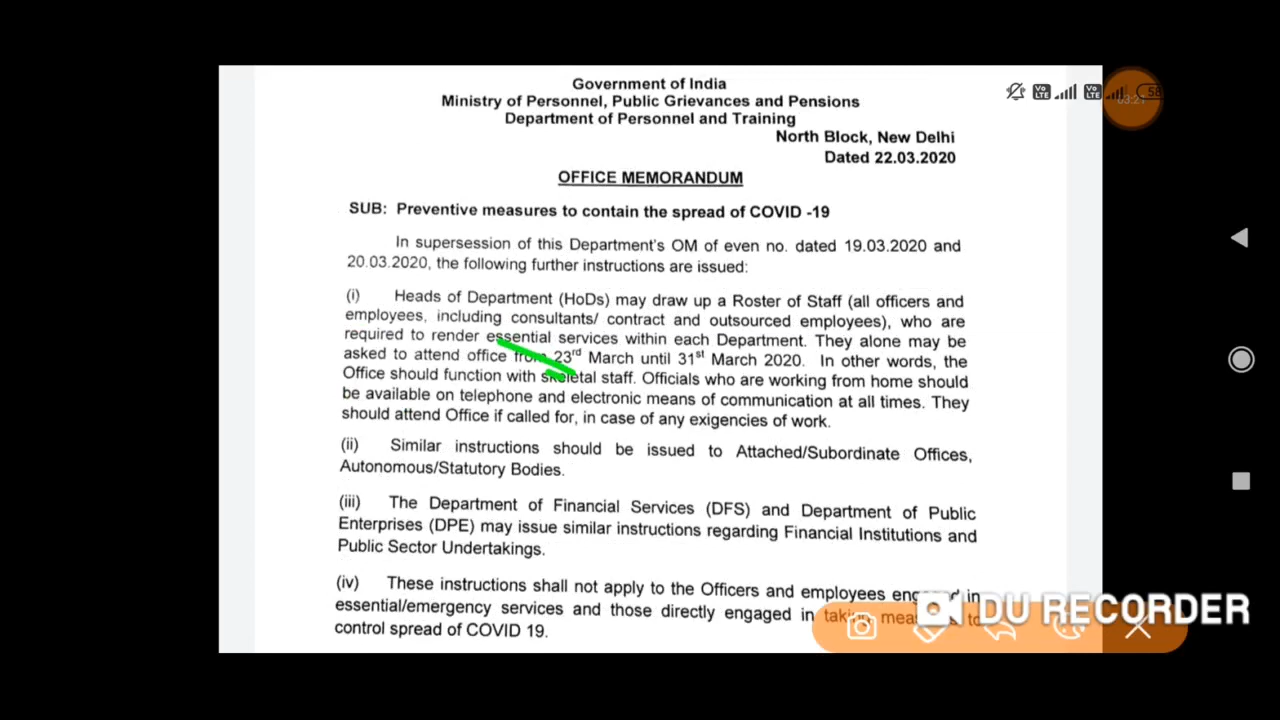 Government of India
Ministry of Personnel, Public Grievances and Pensions
Department of Personnel and Training
North Block, New Delhi
Dated 22.03.2020
OFFICE MEMORANDUM
SUB: Preventive measures to contain the spread of COVID -19
In supersession of this Department's OM of even no. dated 19.03.2020 and
20.03.2020, the following further instructions are issued:
(i) Heads of Department (HoDs) may draw up a Roster of Staff (all officers and
employees, including consultants/ contract and outsourced employees), who are
required to render essential services within each Department. They alone may be
asked to attend office from 23rd March until 31st March 2020. In other words, the
Office should function with skeletal staff. Officials who are working from home should
be available on telephone and electronic means of communication at all times. They
should attend Office if called for, in case of any exigencies of work.
(ii) Similar instructions should be issued to Attached/Subordinate Offices,
Autonomous/Statutory Bodies.
(iii) The Department of Financial Services (DFS) and Department of Public
Enterprises (DPE) may issue similar instructions regarding Financial Institutions and
Public Sector Undertakings.
(iv) These instructions shall not apply to the Officers and employees engaged in
essential/emergency services and those directly engaged in taking measures to
control spread of COVID 19.
Vo LTE Vo LTE 58
03:21
DU RECORDER